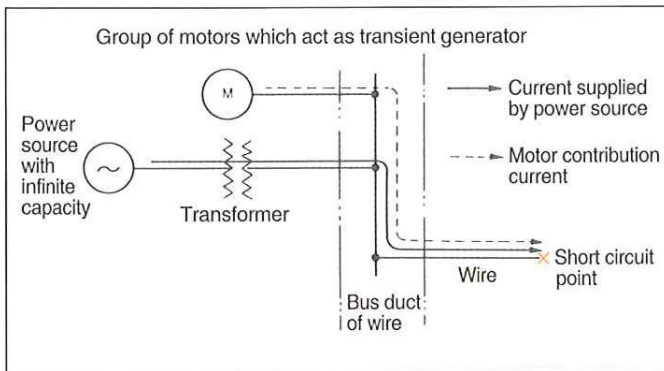 Group of motors which act as transient generator
M
Current supplied
by power source
Power
source
with
infinite
capacity
Motor contribution
current
Transformer
Short circuit
point
Wire
Bus duct
of wire